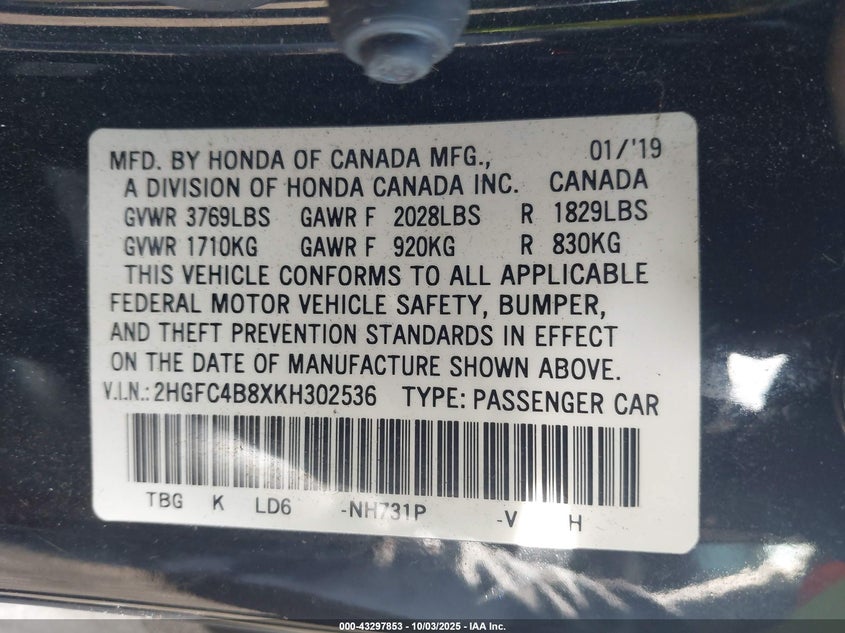 MFD. BY HONDA OF CANADA MFG., 01/'19
A DIVISION OF HONDA CANADA INC. CANADA
GVWR 3769LBS GAWR F 2028LBS R 1829LBS
GVWR 1710KG GAWR F 920KG R 830KG
THIS VEHICLE CONFORMS TO ALL APPLICABLE
FEDERAL MOTOR VEHICLE SAFETY, BUMPER,
AND THEFT PREVENTION STANDARDS IN EFFECT
ON THE DATE OF MANUFACTURE SHOWN ABOVE.
V.I.N.: 2HGFC4B8XKH302536 TYPE: PASSENGER CAR
TBG K LD6 -NH731P -V H
000-43297853 | 10/03/2025 - IAA Inc.